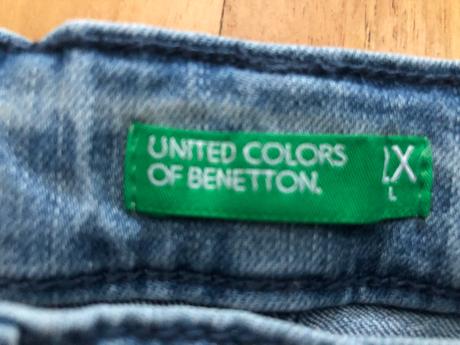 UNITED COLORS
OF BENETTON.
X
L